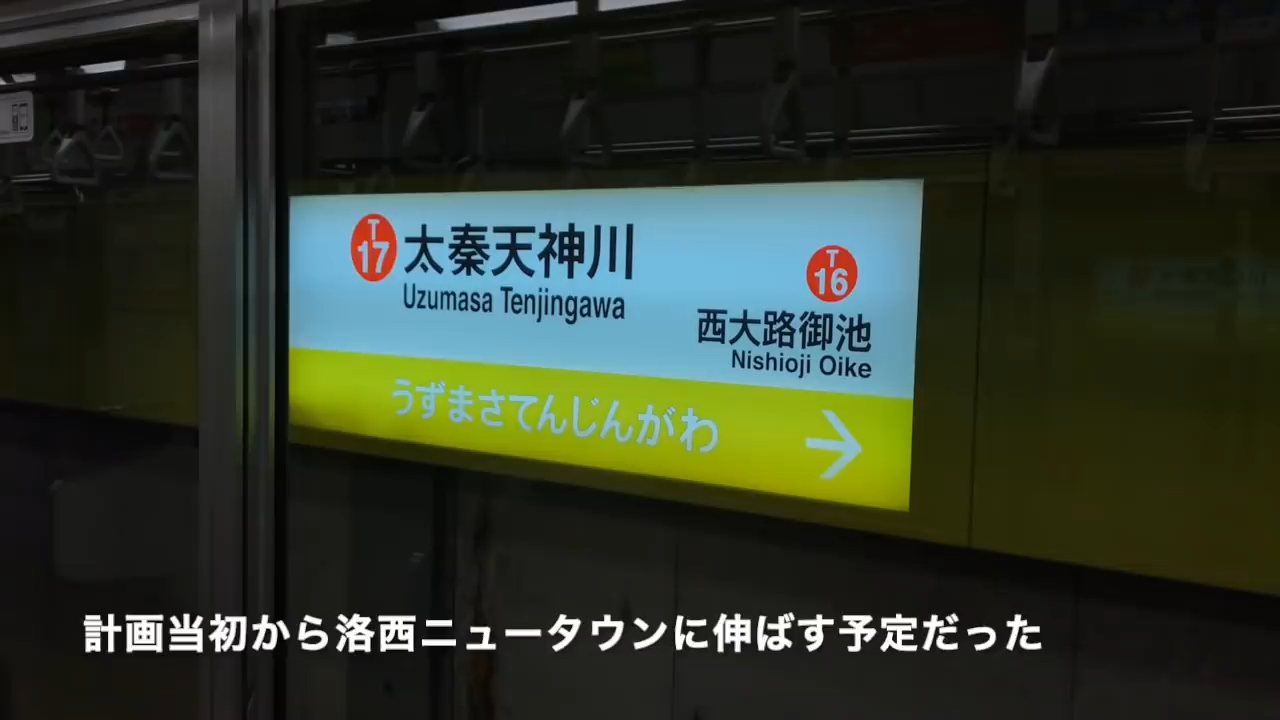 T
17
太秦天神川
Uzumasa Tenjingawa
T
16
西大路御池
Nishioji Oike
うずまさてんじんがわ
計画当初から洛西ニュータウンに伸ばす予定だった